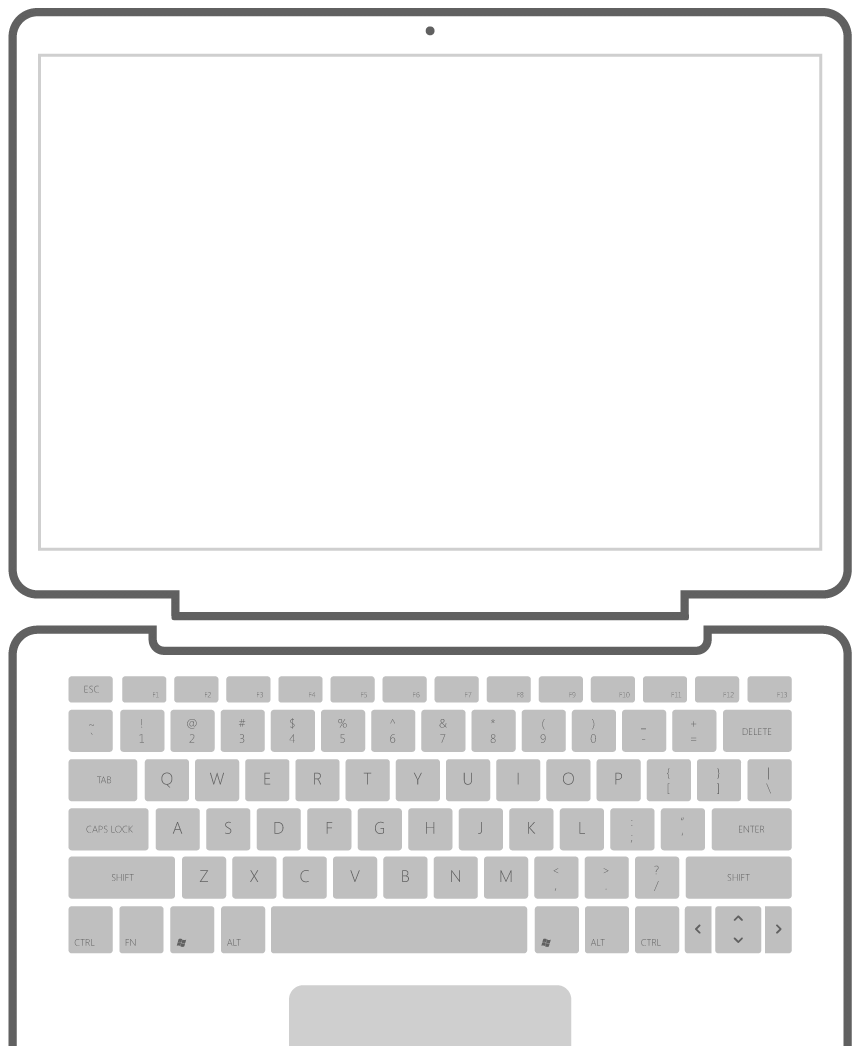 ESC F1 F2 F3 F4 F5 F6 F7 F8 F9 F10 F11 F12 F13
~ ! @ # $ % ^ & * ( ) _ +
` 1 2 3 4 5 6 7 8 9 0 - = DELETE
TAB Q W E R T Y U I O P { } |
[ ] \
CAPS LOCK A S D F G H J K L : " ENTER
; '
SHIFT Z X C V B N M < > ? SHIFT
, . /
CTRL FN ALT ALT CTRL